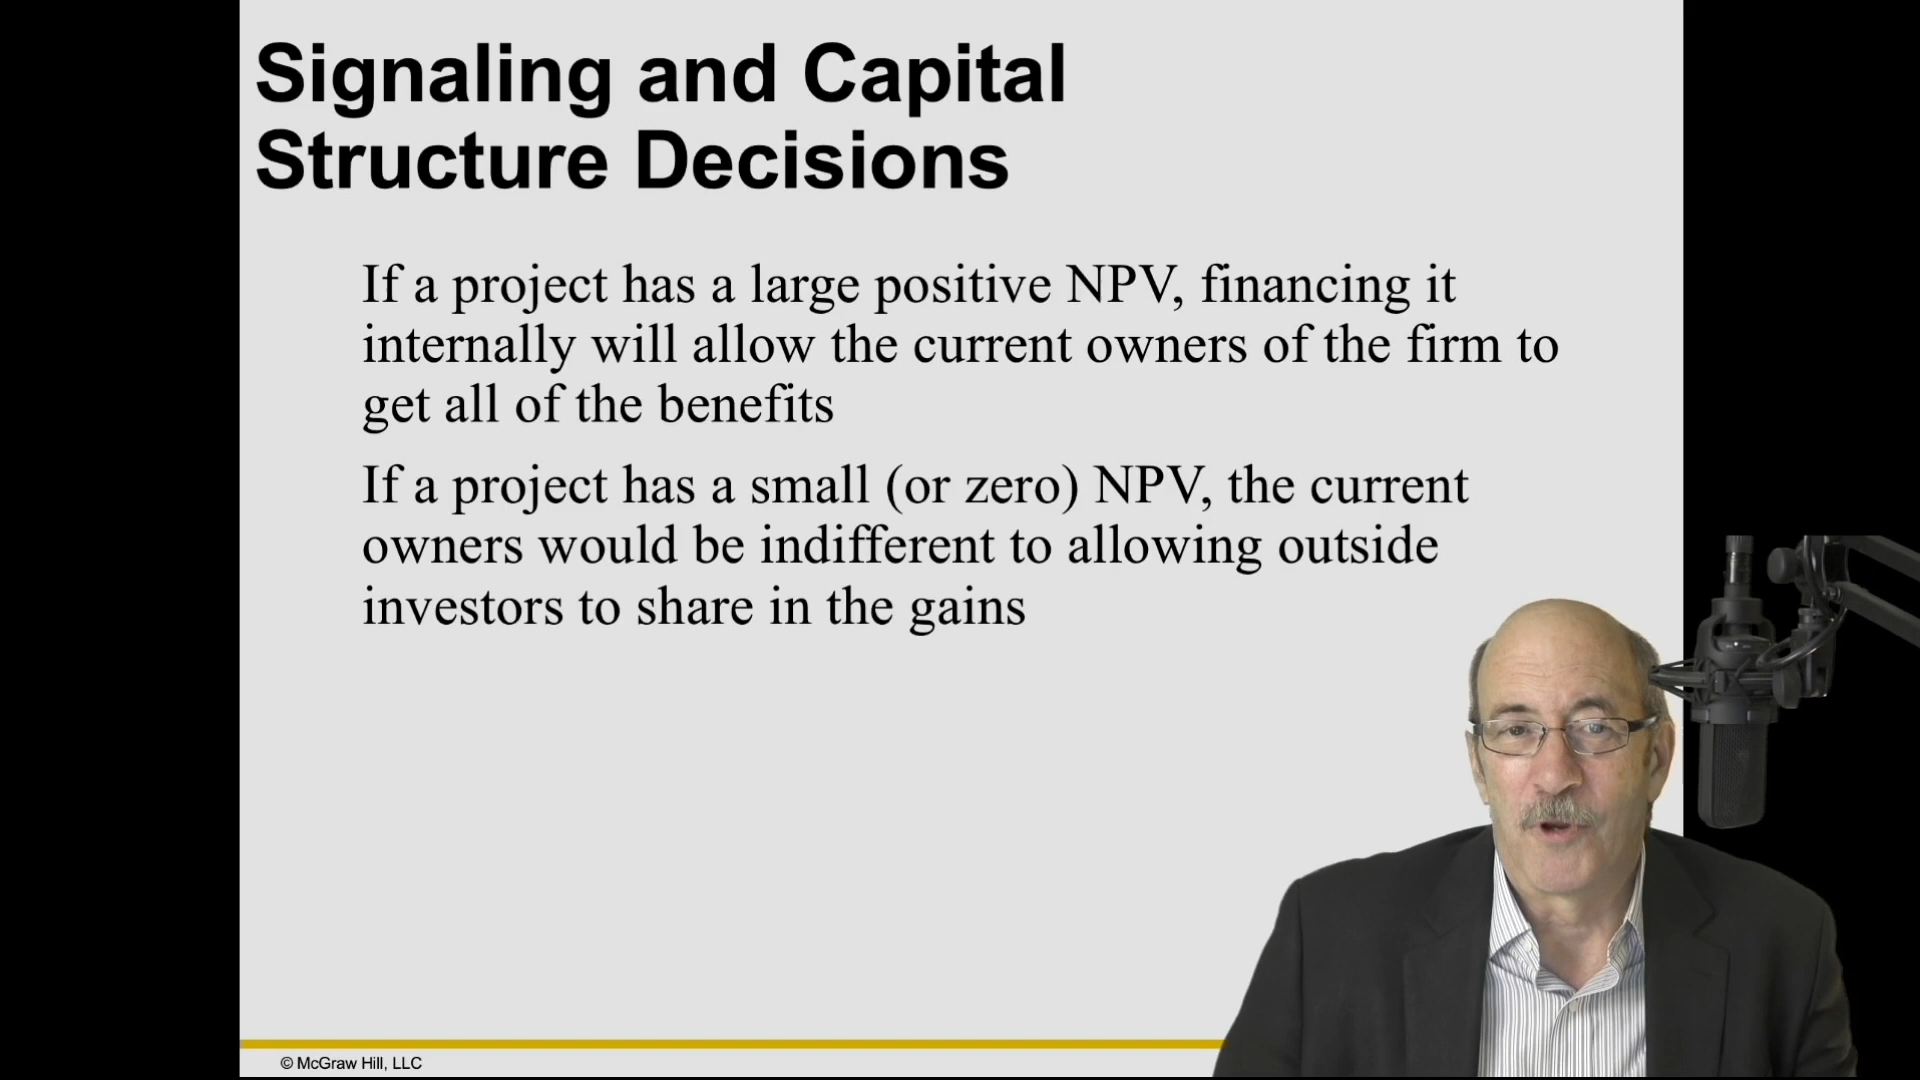 Signaling and Capital
Structure Decisions
If a project has a large positive NPV, financing it
internally will allow the current owners of the firm to
get all of the benefits
If a project has a small (or zero) NPV, the current
owners would be indifferent to allowing outside
investors to share in the gains
© McGraw Hill, LLC